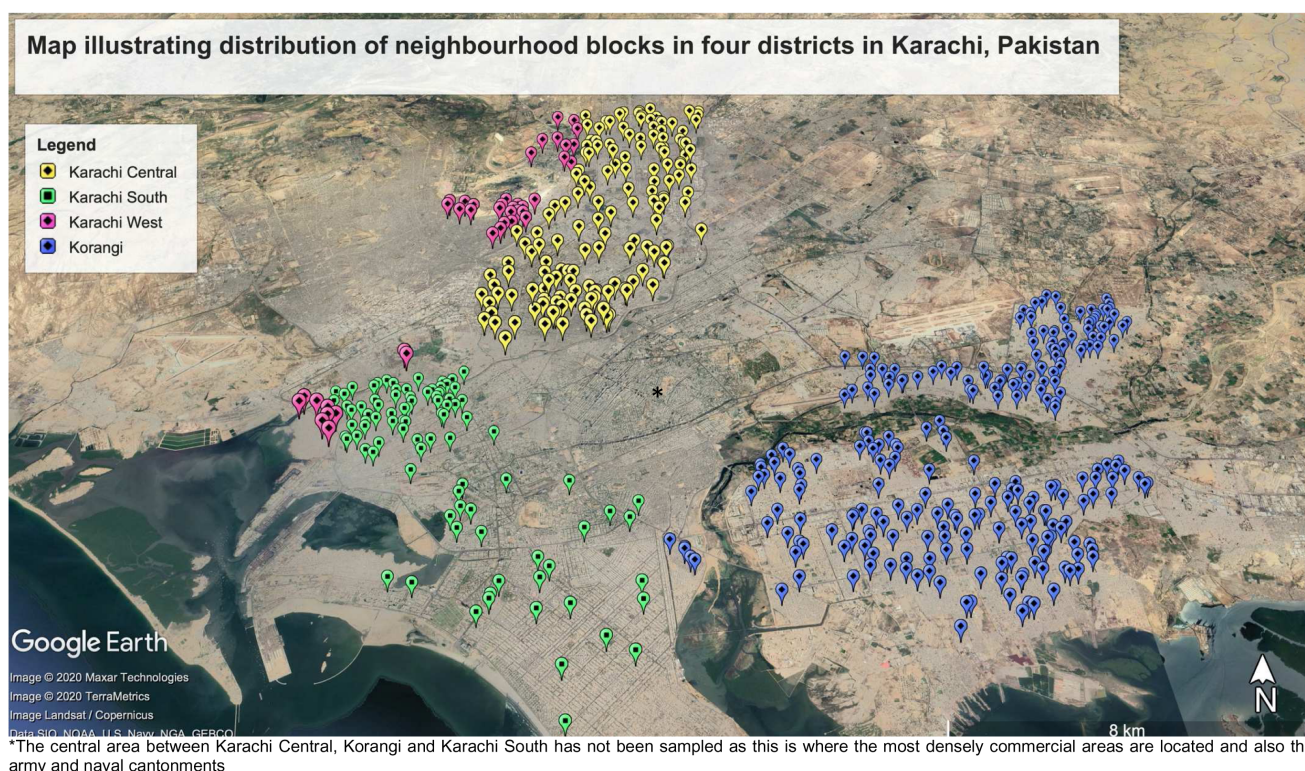 Map illustrating distribution of neighbourhood blocks in four districts in Karachi, Pakistan
Legend
Karachi Central
Karachi South
Karachi West
Korangi
*
Google Earth
Image © 2020 Maxar Technologies
Image © 2020 TerraMetrics
Image Landsat / Copernicus
Data SIO, NOAA, U.S. Navy, NGA, GEBCO
N
8 km
*The central area between Karachi Central, Korangi and Karachi South has not been sampled as this is where the most densely commercial areas are located and also th
army and naval cantonments